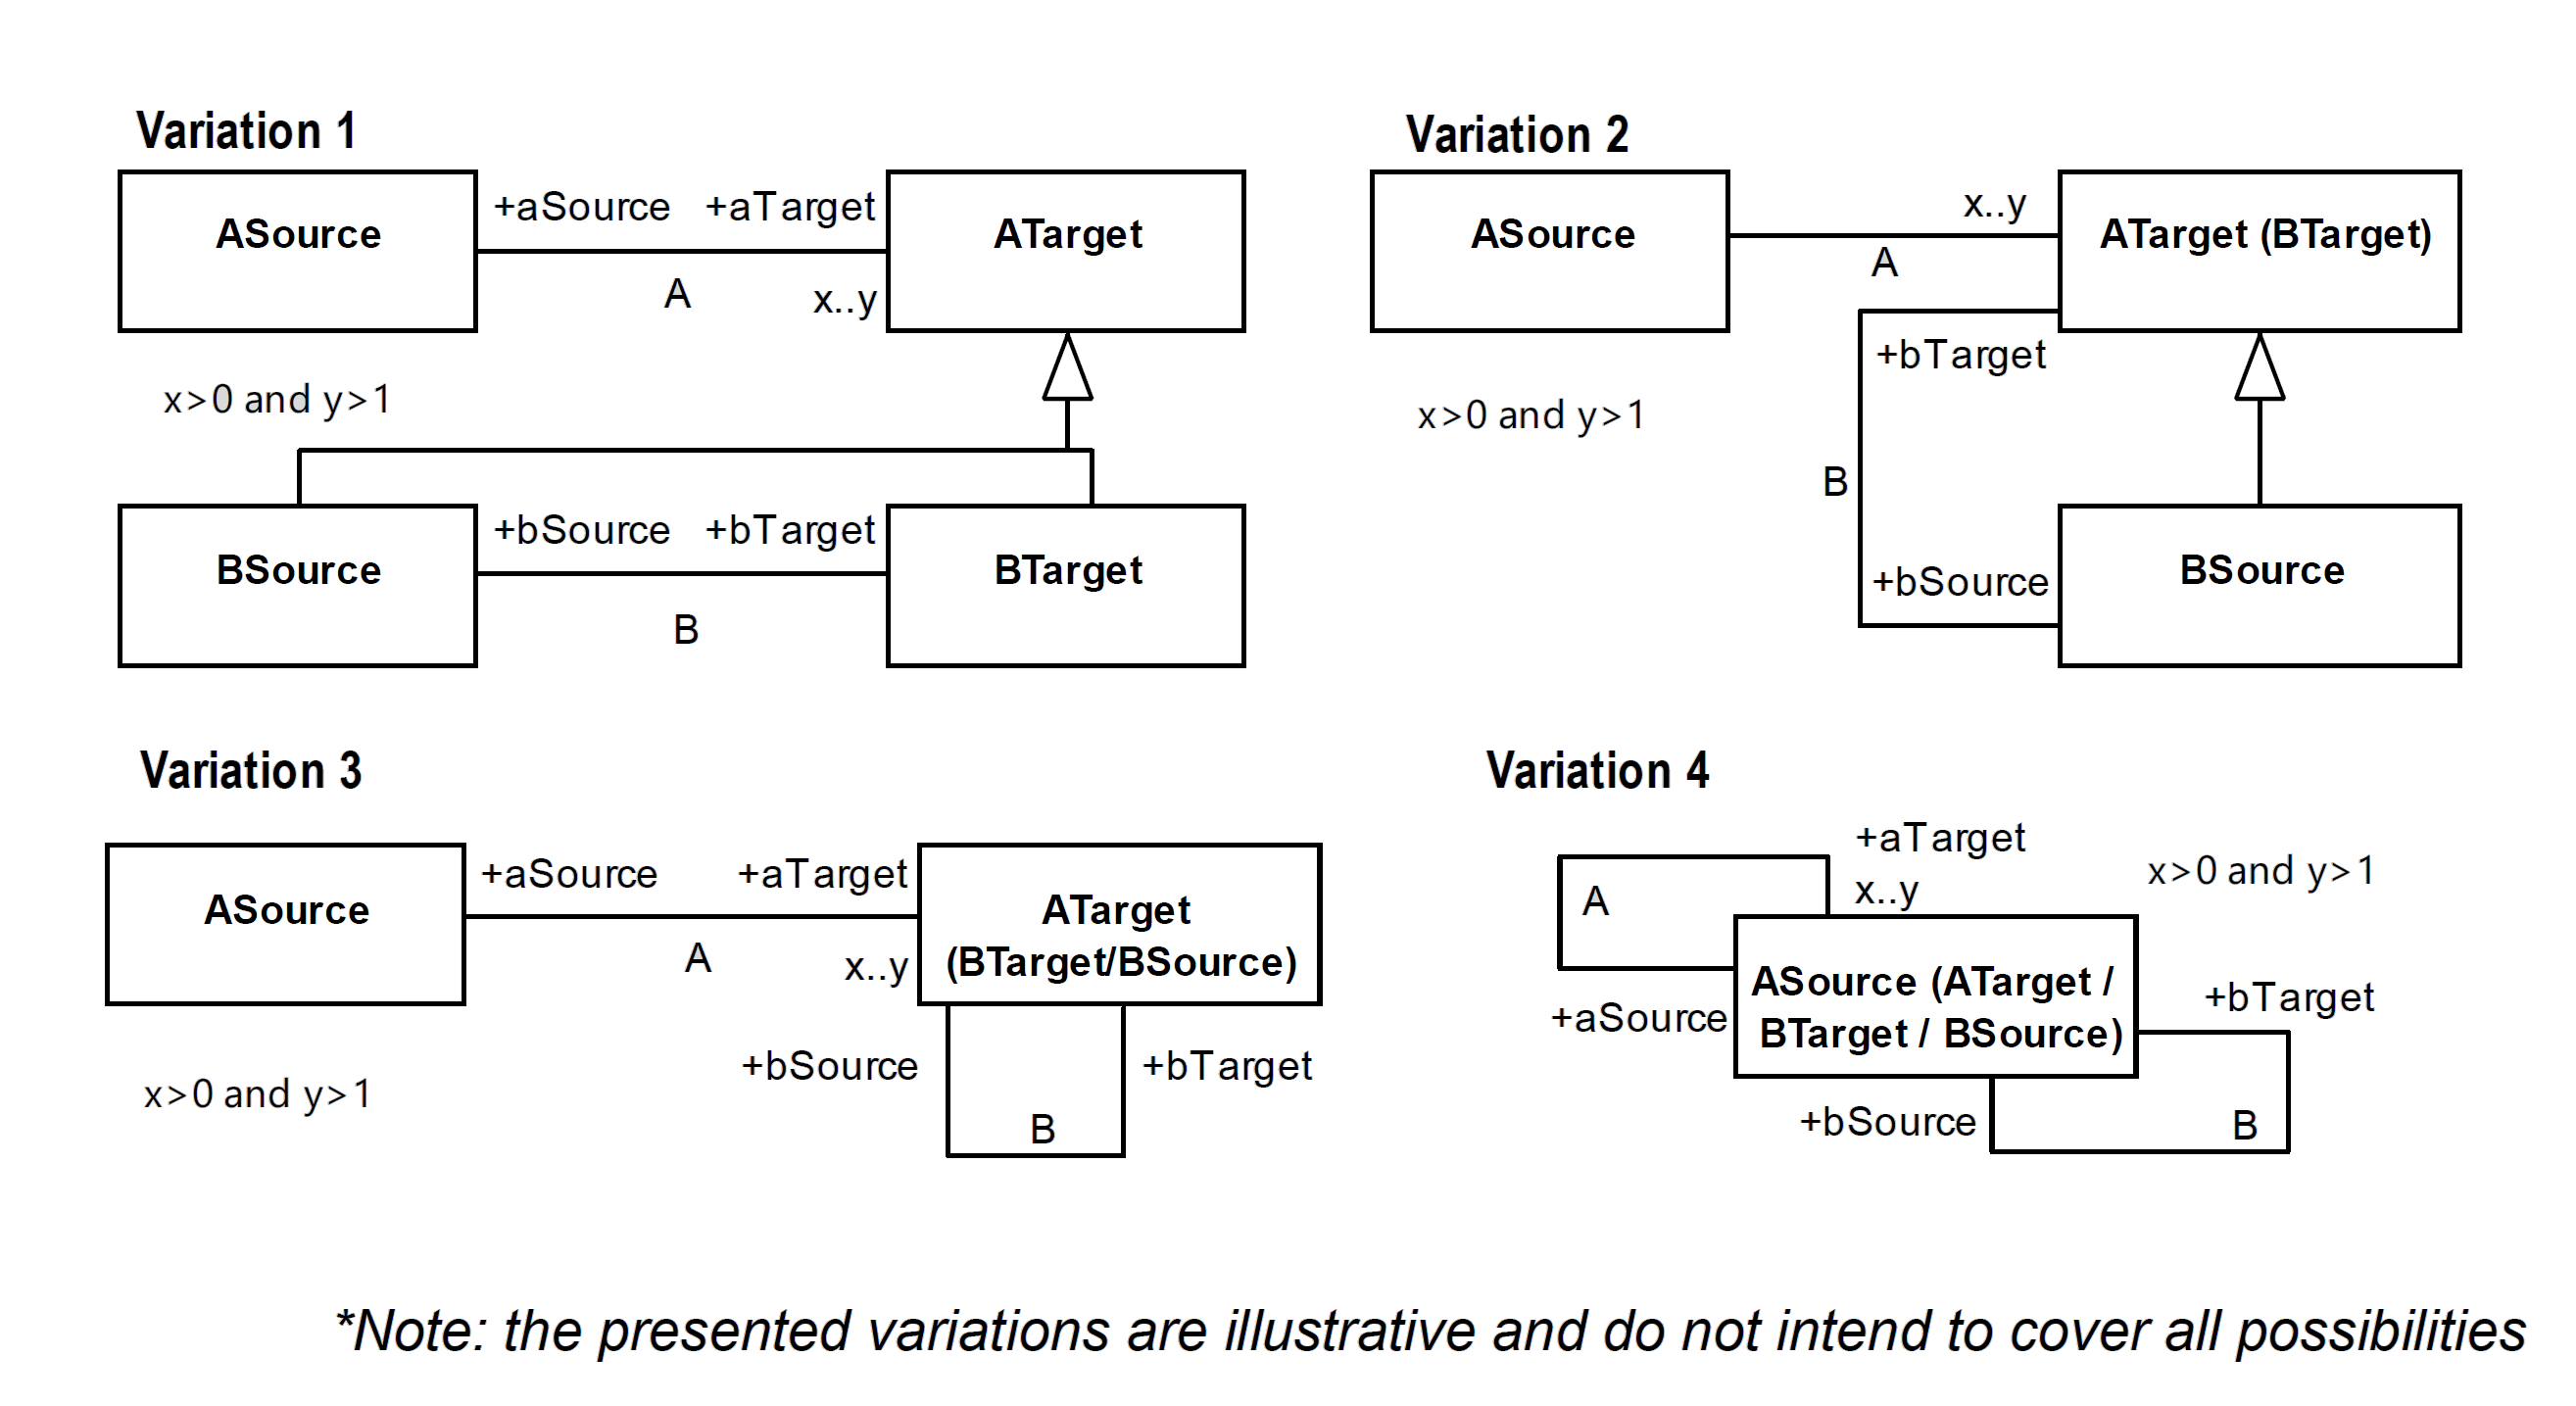 Variation 1
ASource
+aSource
+aTarget
ATarget
A
x..y
x>0 and y>1
BSource
+bSource
+bTarget
BTarget
B
Variation 2
ASource
x..y
ATarget (BTarget)
A
+bTarget
x>0 and y>1
B
+bSource
BSource
Variation 3
ASource
+aSource
+aTarget
ATarget
(BTarget/BSource)
A
x..y
+bSource
+bTarget
x>0 and y>1
B
Variation 4
+aTarget
x..y
x>0 and y>1
A
ASource (ATarget /
BTarget / BSource)
+aSource
+bTarget
+bSource
B
*Note: the presented variations are illustrative and do not intend to cover all possibilities